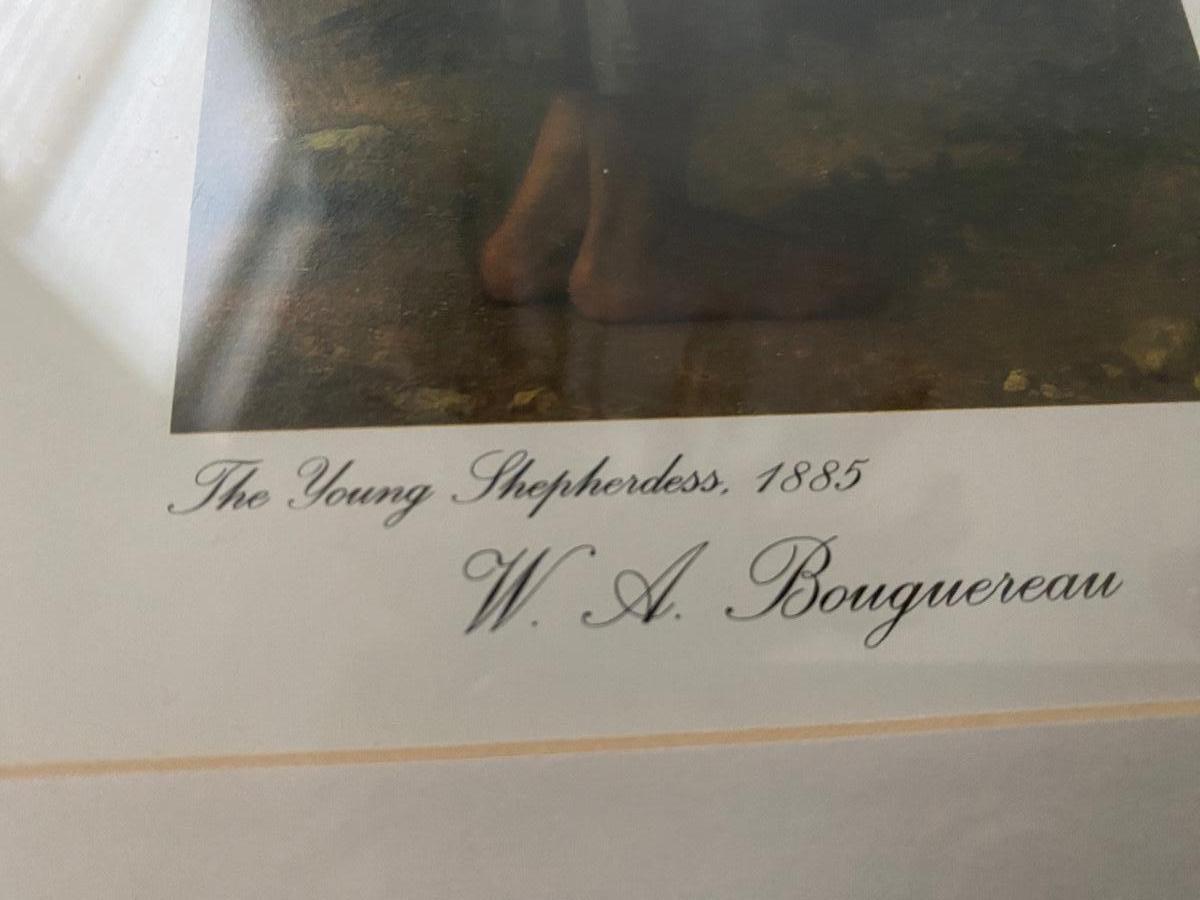 The Young Shepherdess, 1885
W. A. Bouguereau